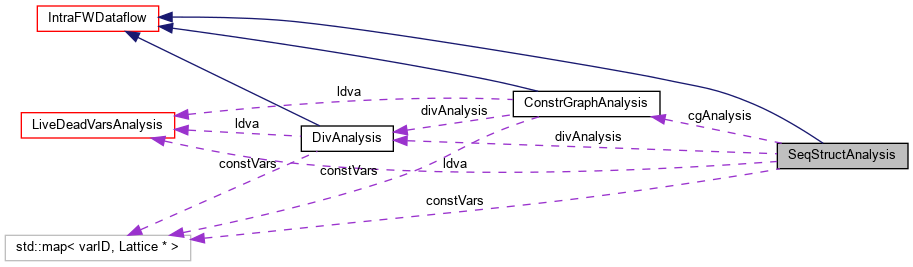 IntraFWDataflow
ldva
ConstrGraphAnalysis
LiveDeadVarsAnalysis
ldva
divAnalysis
cgAnalysis
DivAnalysis
divAnalysis
SeqStructAnalysis
constVars
constVars
ldva
constVars
std::map< varID, Lattice * >